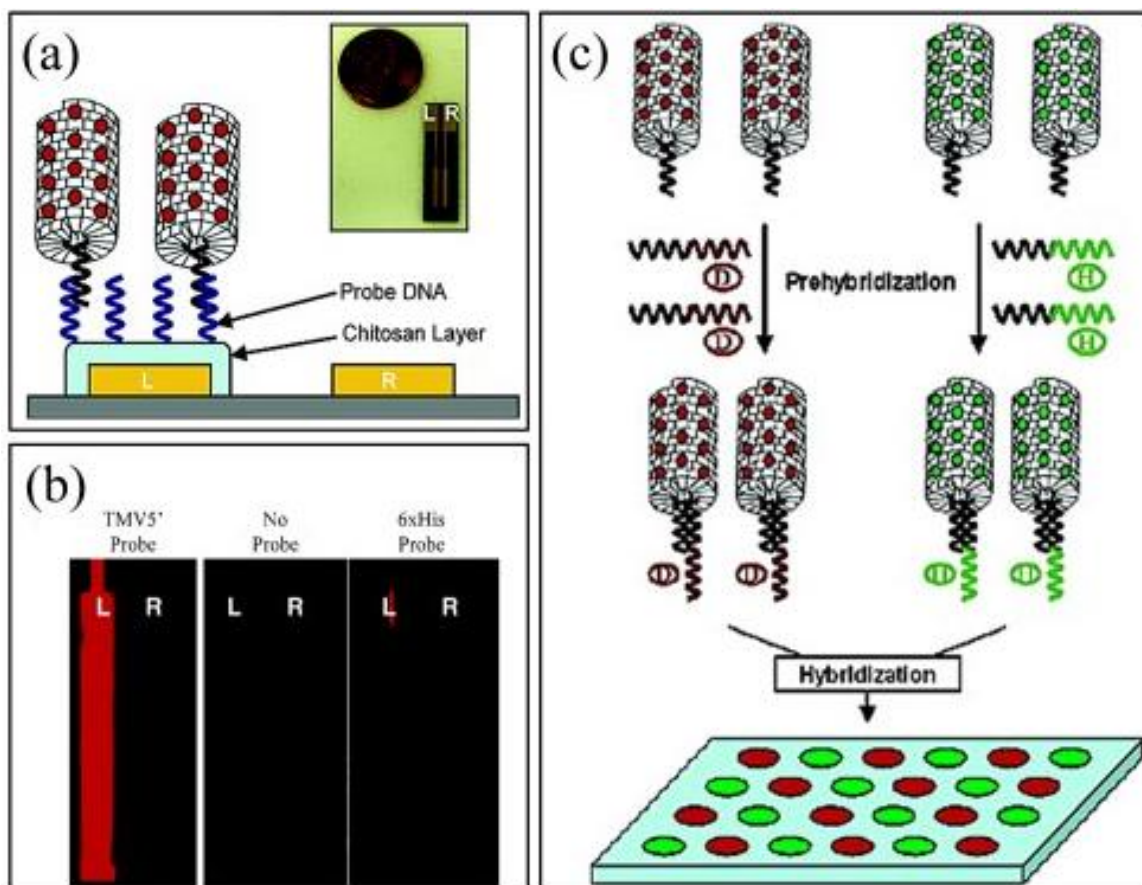 (a)
L R
Probe DNA
Chitosan Layer
L
R
(b)
TMV5'
Probe
No
Probe
6xHis
Probe
L R
L R
L R
(c)
D
H
Prehybridization
D
H
D D
H H
Hybridization